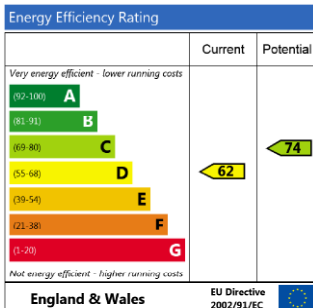 Energy Efficiency Rating
Current Potential
Very energy efficient - lower running costs
(92-100) A
(81-91) B
(69-80) C 74
(55-68) D 62
(39-54) E
(21-38) F
(1-20) G
Not energy efficient - higher running costs
England & Wales
EU Directive
2002/91/EC